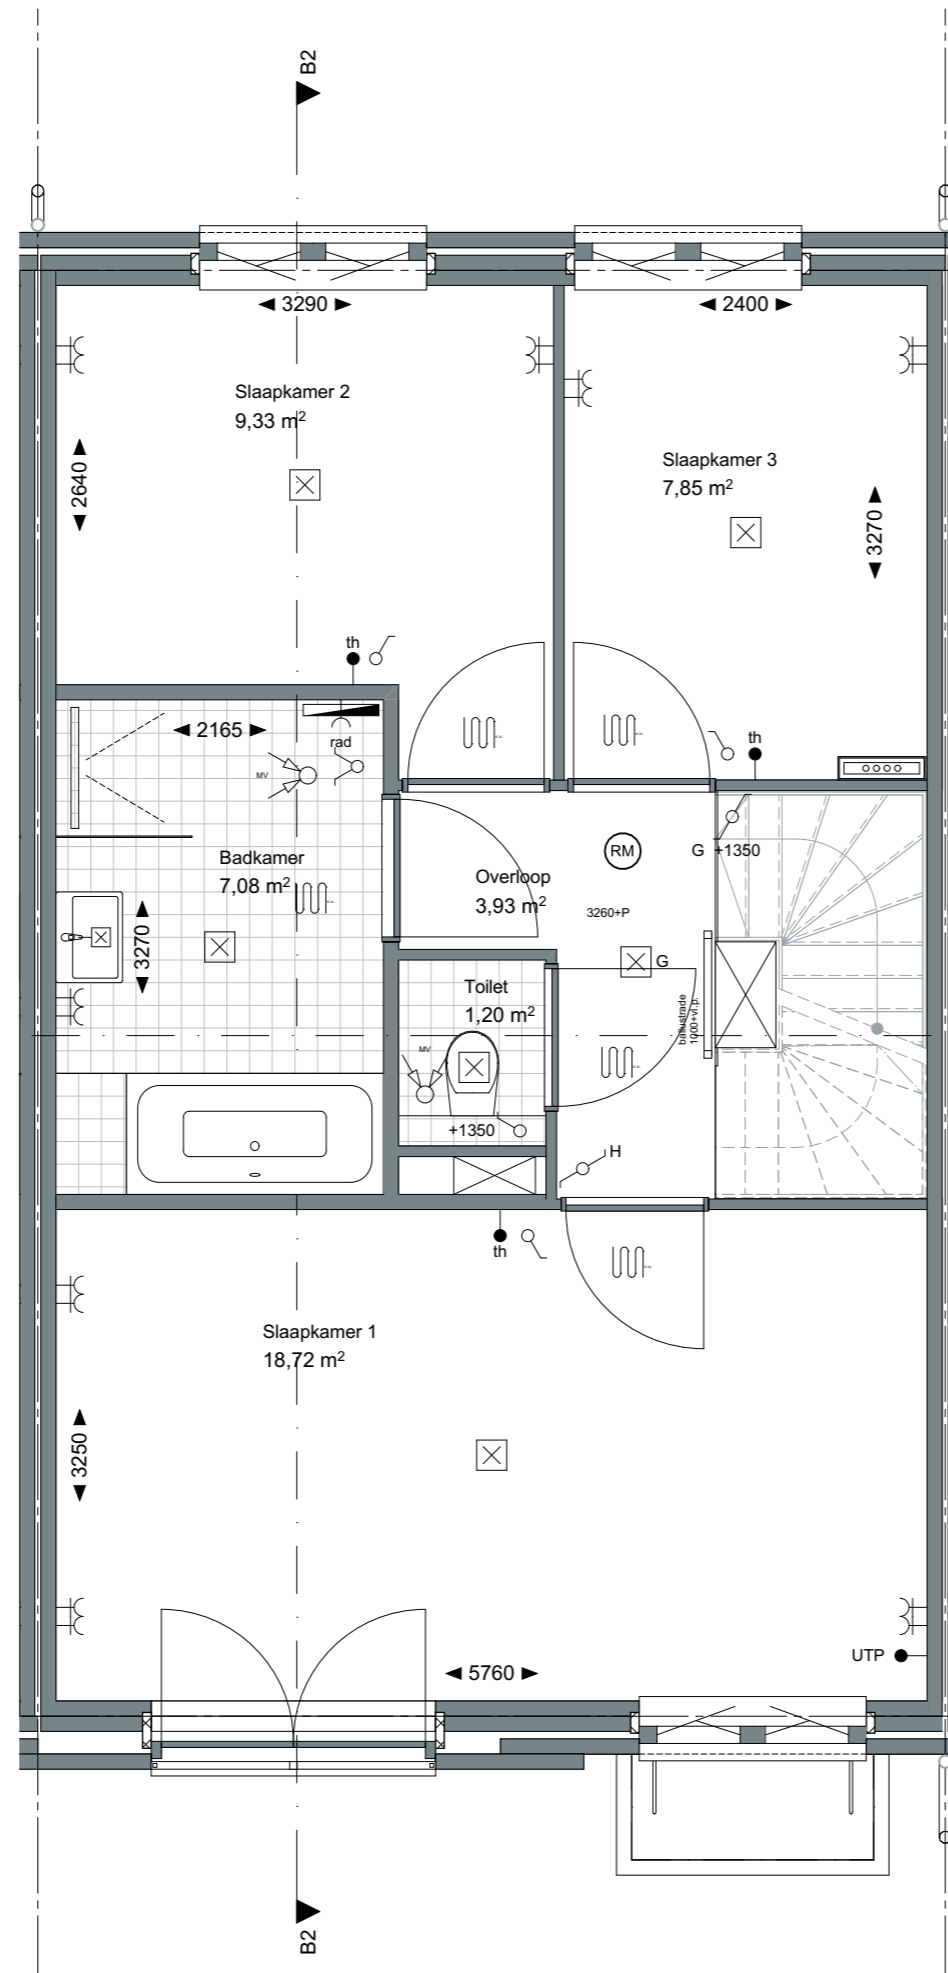 B2
3290
2400
Slaapkamer 2
9,33 m²
2640
Slaapkamer 3
7,85 m²
3270
th
2165
rad
th
MV
G +1350
RM
Badkamer
7,08 m²
Overloop
3,93 m²
3260+P
3270
G
Toilet
1,20 m²
ballustrade
1000+vl.p.
MV
+1350
H
th
Slaapkamer 1
18,72 m²
3250
UTP
5760
B2